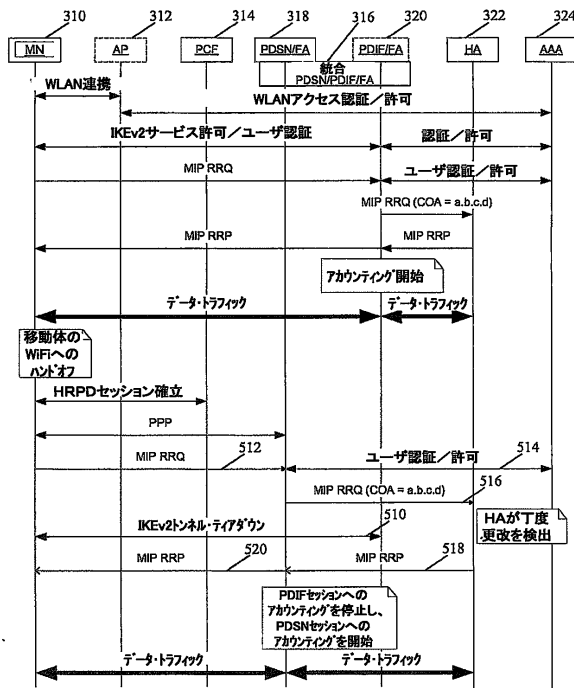 310 312 314 318 316 320 322 324
MN AP PCF PDSN/FA PDIF/FA HA AAA
統合
PDSN/PDIF/FA
WLAN連携
WLANアクセス認証/許可
IKEv2サービス許可/ユーザ認証 認証/許可
MIP RRQ ユーザ認証/許可
MIP RRQ (COA = a.b.c.d)
MIP RRP MIP RRP
アカウンティング開始
データ・トラフィック データ・トラフィック
移動体の
WiFiへの
ハンドオフ
HRPDセッション確立
PPP
MIP RRQ 512 ユーザ認証/許可 514
MIP RRQ (COA = a.b.c.d) 516
IKEv2トンネル・ティアダウン 510
HAが丁度
更改を検出
MIP RRP 520 MIP RRP 518
PDIFセッションへの
アカウンティングを停止し、
PDSNセッションへの
アカウンティングを開始
データ・トラフィック データ・トラフィック